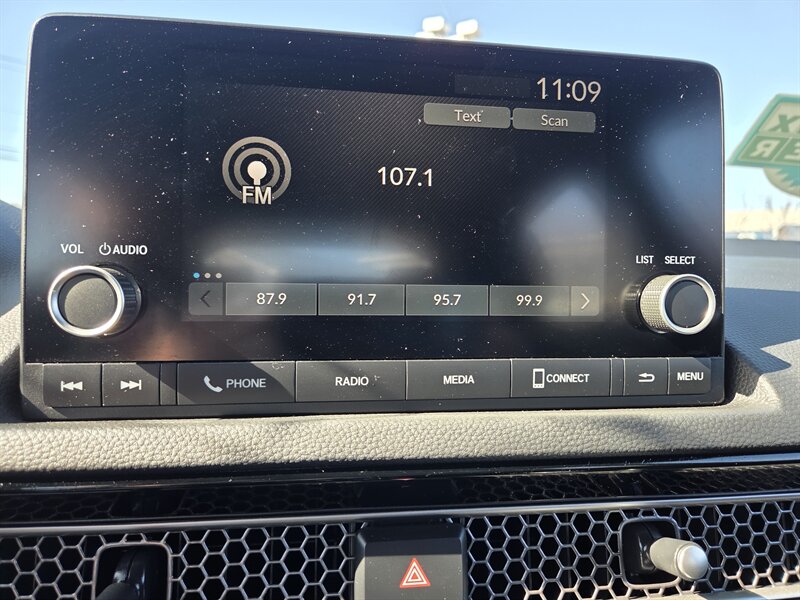 11:09
Text Scan
FM 107.1
VOL AUDIO
LIST SELECT
87.9 91.7 95.7 99.9
PHONE RADIO MEDIA CONNECT MENU